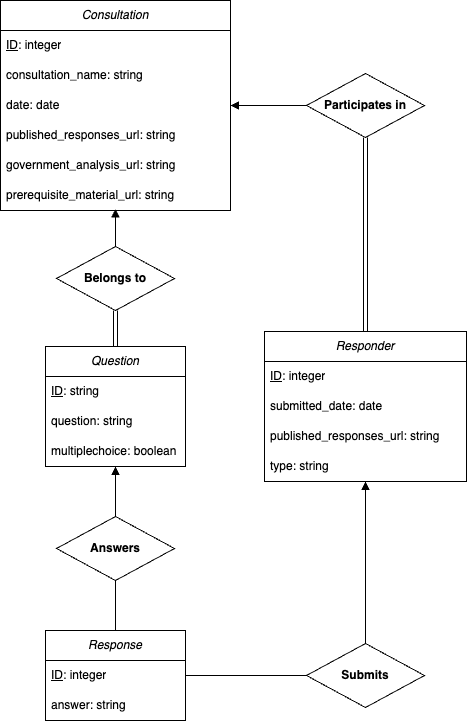 Consultation
ID: integer
consultation_name: string
date: date
published_responses_url: string
government_analysis_url: string
prerequisite_material_url: string
Participates in
Belongs to
Question
ID: string
question: string
multiplechoice: boolean
Responder
ID: integer
submitted_date: date
published_responses_url: string
type: string
Answers
Response
ID: integer
answer: string
Submits